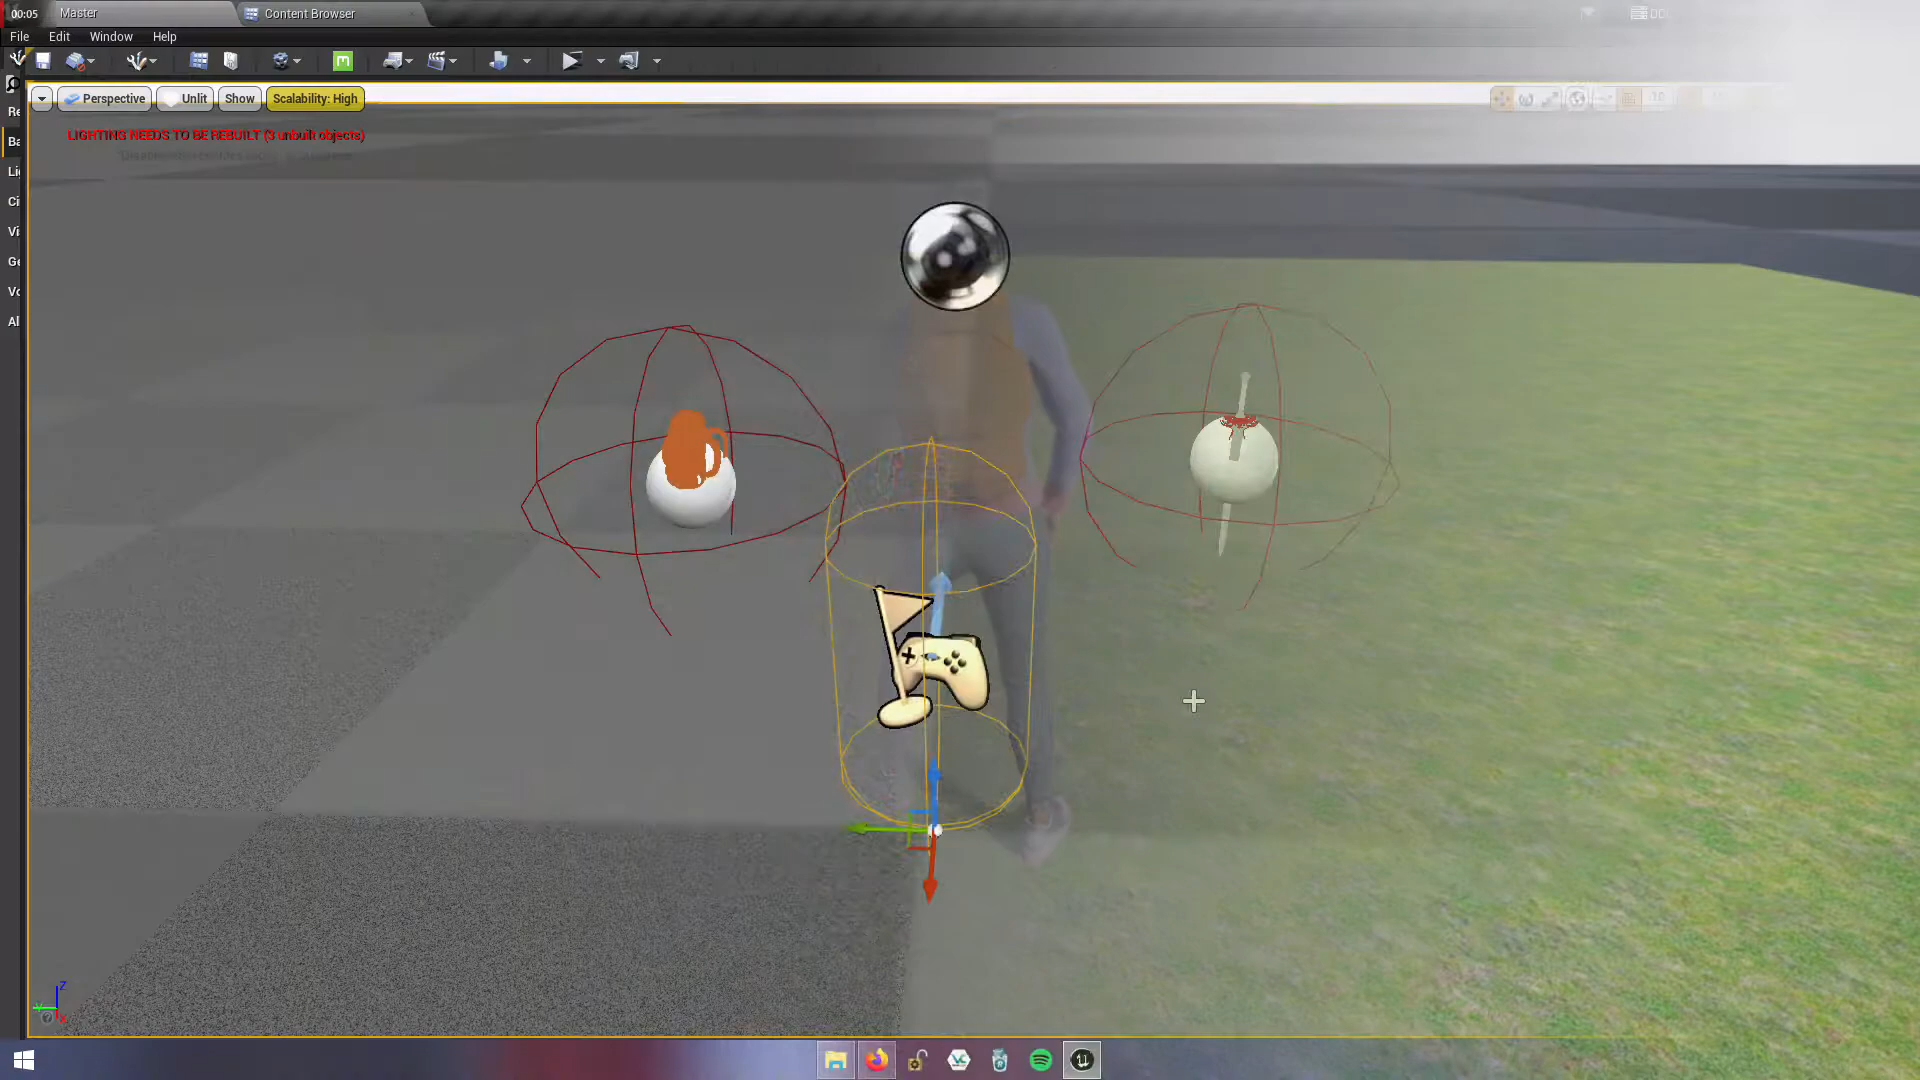 00:05
Master
Content Browser
File Edit Window Help
Perspective Unlit Show Scalability: High
LIGHTING NEEDS TO BE REBUILT (3 unbuilt objects)
Re
Ba
Li
Ci
Vi
Ge
Vo
Al
10
Z
X